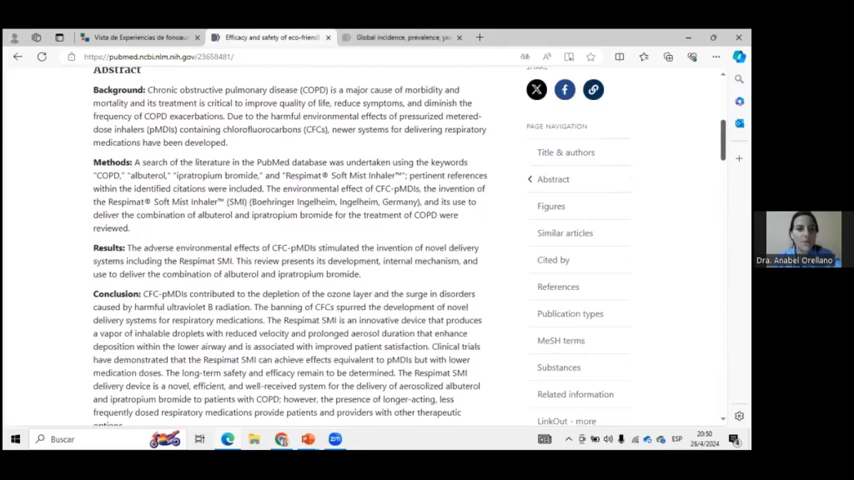 Vista de Experiencias de fonoau
Efficacy and safety of eco-friend
Global incidence, prevalence, ye
https://pubmed.ncbi.nlm.nih.gov/23658481/
Abstract
Background: Chronic obstructive pulmonary disease (COPD) is a major cause of morbidity and
mortality and its treatment is critical to improve quality of life, reduce symptoms, and diminish the
frequency of COPD exacerbations. Due to the harmful environmental effects of pressurized metered-
dose inhalers (pMDIs) containing chlorofluorocarbons (CFCs), newer systems for delivering respiratory
medications have been developed.
Methods: A search of the literature in the PubMed database was undertaken using the keywords
"COPD," "albuterol," "ipratropium bromide," and "Respimat® Soft Mist Inhaler™"; pertinent references
within the identified citations were included. The environmental effect of CFC-pMDIs, the invention of
the Respimat® Soft Mist Inhaler™ (SMI) (Boehringer Ingelheim, Ingelheim, Germany), and its use to
deliver the combination of albuterol and ipratropium bromide for the treatment of COPD were
reviewed.
Results: The adverse environmental effects of CFC-pMDIs stimulated the invention of novel delivery
systems including the Respimat SMI. This review presents its development, internal mechanism, and
use to deliver the combination of albuterol and ipratropium bromide.
Conclusion: CFC-pMDIs contributed to the depletion of the ozone layer and the surge in disorders
caused by harmful ultraviolet B radiation. The banning of CFCs spurred the development of novel
delivery systems for respiratory medications. The Respimat SMI is an innovative device that produces
a vapor of inhalable droplets with reduced velocity and prolonged aerosol duration that enhance
deposition within the lower airway and is associated with improved patient satisfaction. Clinical trials
have demonstrated that the Respimat SMI can achieve effects equivalent to pMDIs but with lower
medication doses. The long-term safety and efficacy remain to be determined. The Respimat SMI
delivery device is a novel, efficient, and well-received system for the delivery of aerosolized albuterol
and ipratropium bromide to patients with COPD; however, the presence of longer-acting, less
frequently dosed respiratory medications provide patients and providers with other therapeutic
options.
SHARE
PAGE NAVIGATION
Title & authors
Abstract
Figures
Similar articles
Cited by
References
Publication types
MeSH terms
Substances
Related information
LinkOut - more
Dra. Anabel Orellano
Buscar
zm
ESP
20:50
26/4/2024